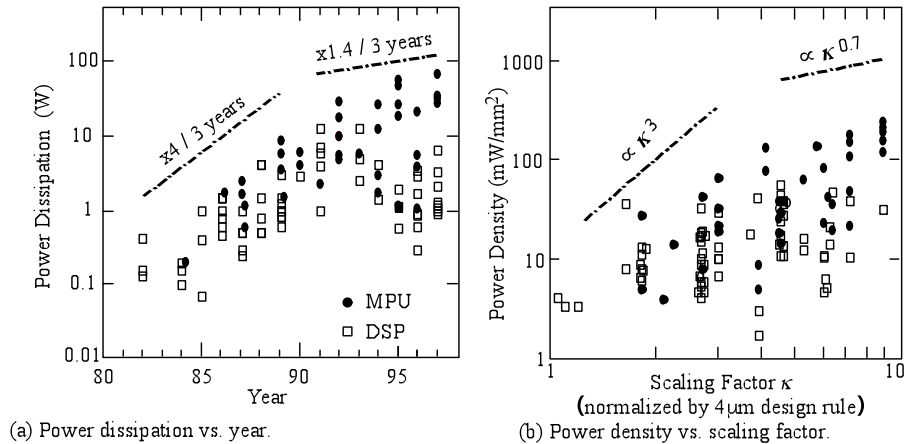 x4 / 3 years
x1.4 / 3 years
Power Dissipation (W)
100
10
1
0.1
0.01
MPU
DSP
80 85 90 95
Year
(a) Power dissipation vs. year.
∝ κ3
∝ κ0.7
Power Density (mW/mm2)
1000
100
10
1
1 10
Scaling Factor κ
(normalized by 4μm design rule)
(b) Power density vs. scaling factor.